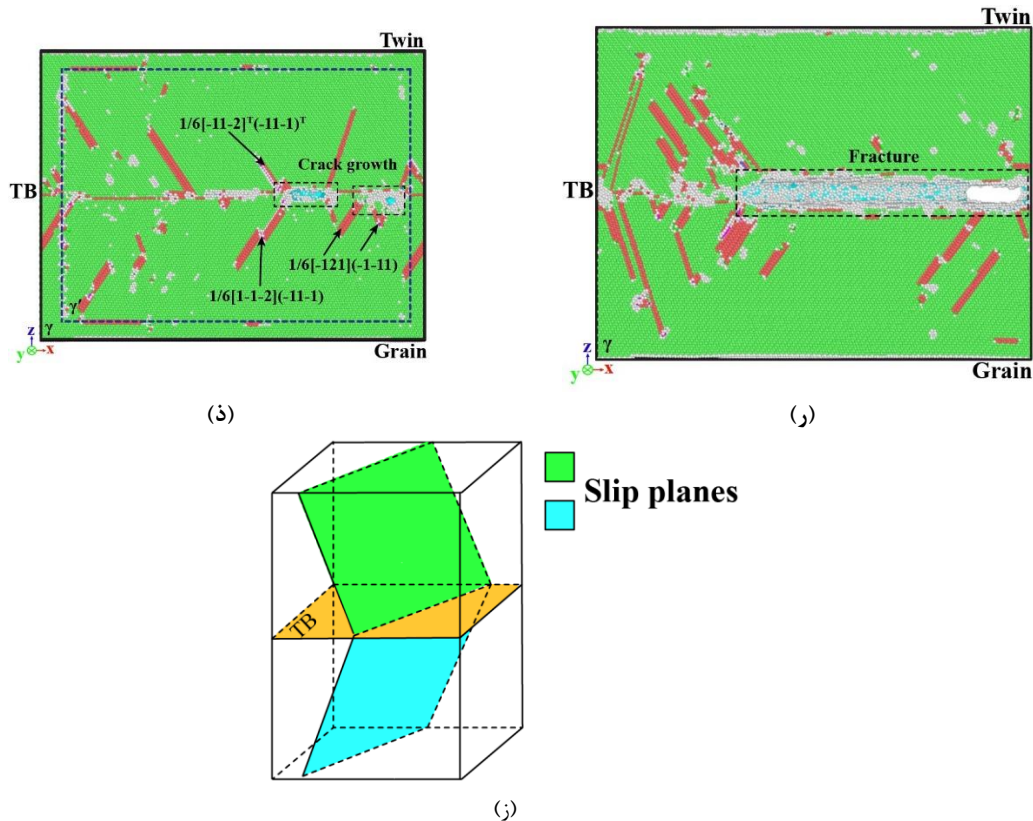 Twin
1/6[-11-2]ᵀ(-11-1)ᵀ
Crack growth
TB
1/6[-121](-1-11)
1/6[1-1-2](-11-1)
γ′
γ
z
y x
Grain
(ذ)
Twin
Fracture
TB
γ
z
y x
Grain
(ر)
Slip planes
TB
(ز)